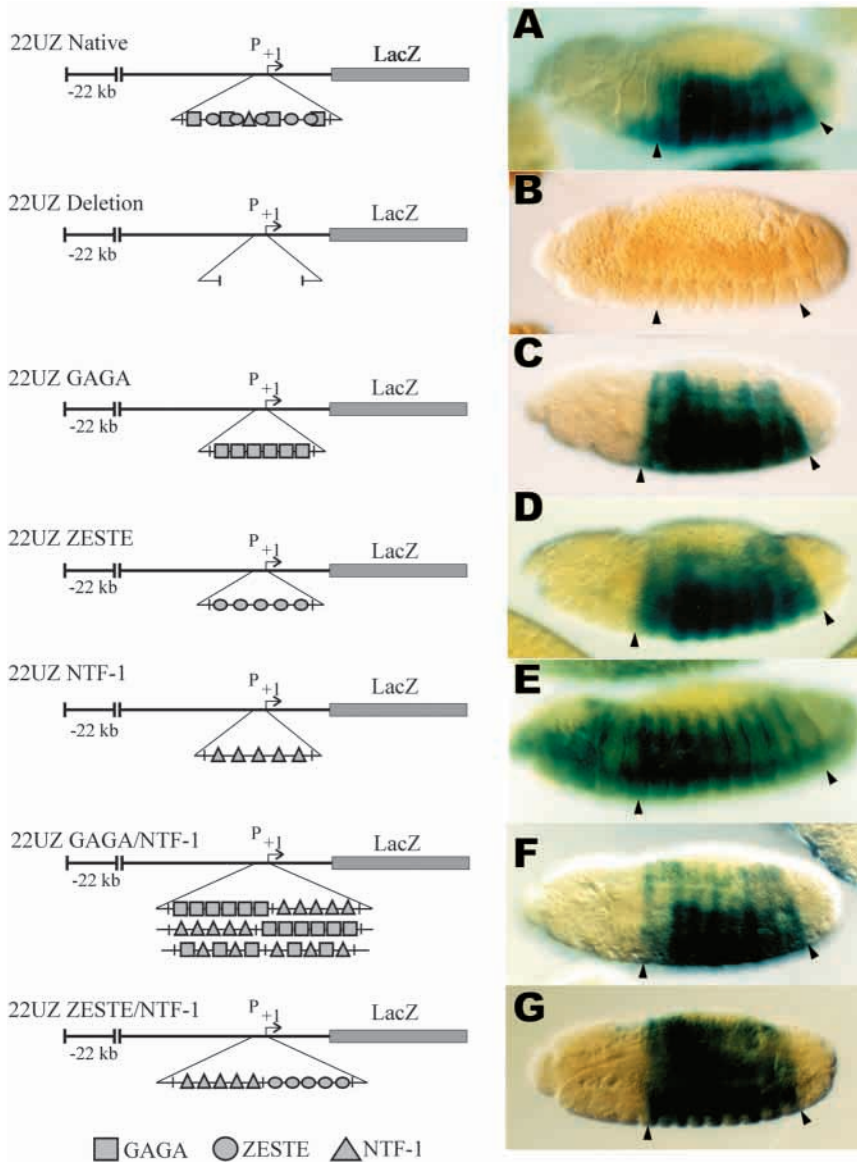 22UZ Native
P
+1
LacZ
-22 kb
A
22UZ Deletion
P
+1
LacZ
-22 kb
B
22UZ GAGA
P
+1
LacZ
-22 kb
C
22UZ ZESTE
P
+1
LacZ
-22 kb
D
22UZ NTF-1
P
+1
LacZ
-22 kb
E
22UZ GAGA/NTF-1
P
+1
LacZ
-22 kb
F
22UZ ZESTE/NTF-1
P
+1
LacZ
-22 kb
G
GAGA ZESTE NTF-1